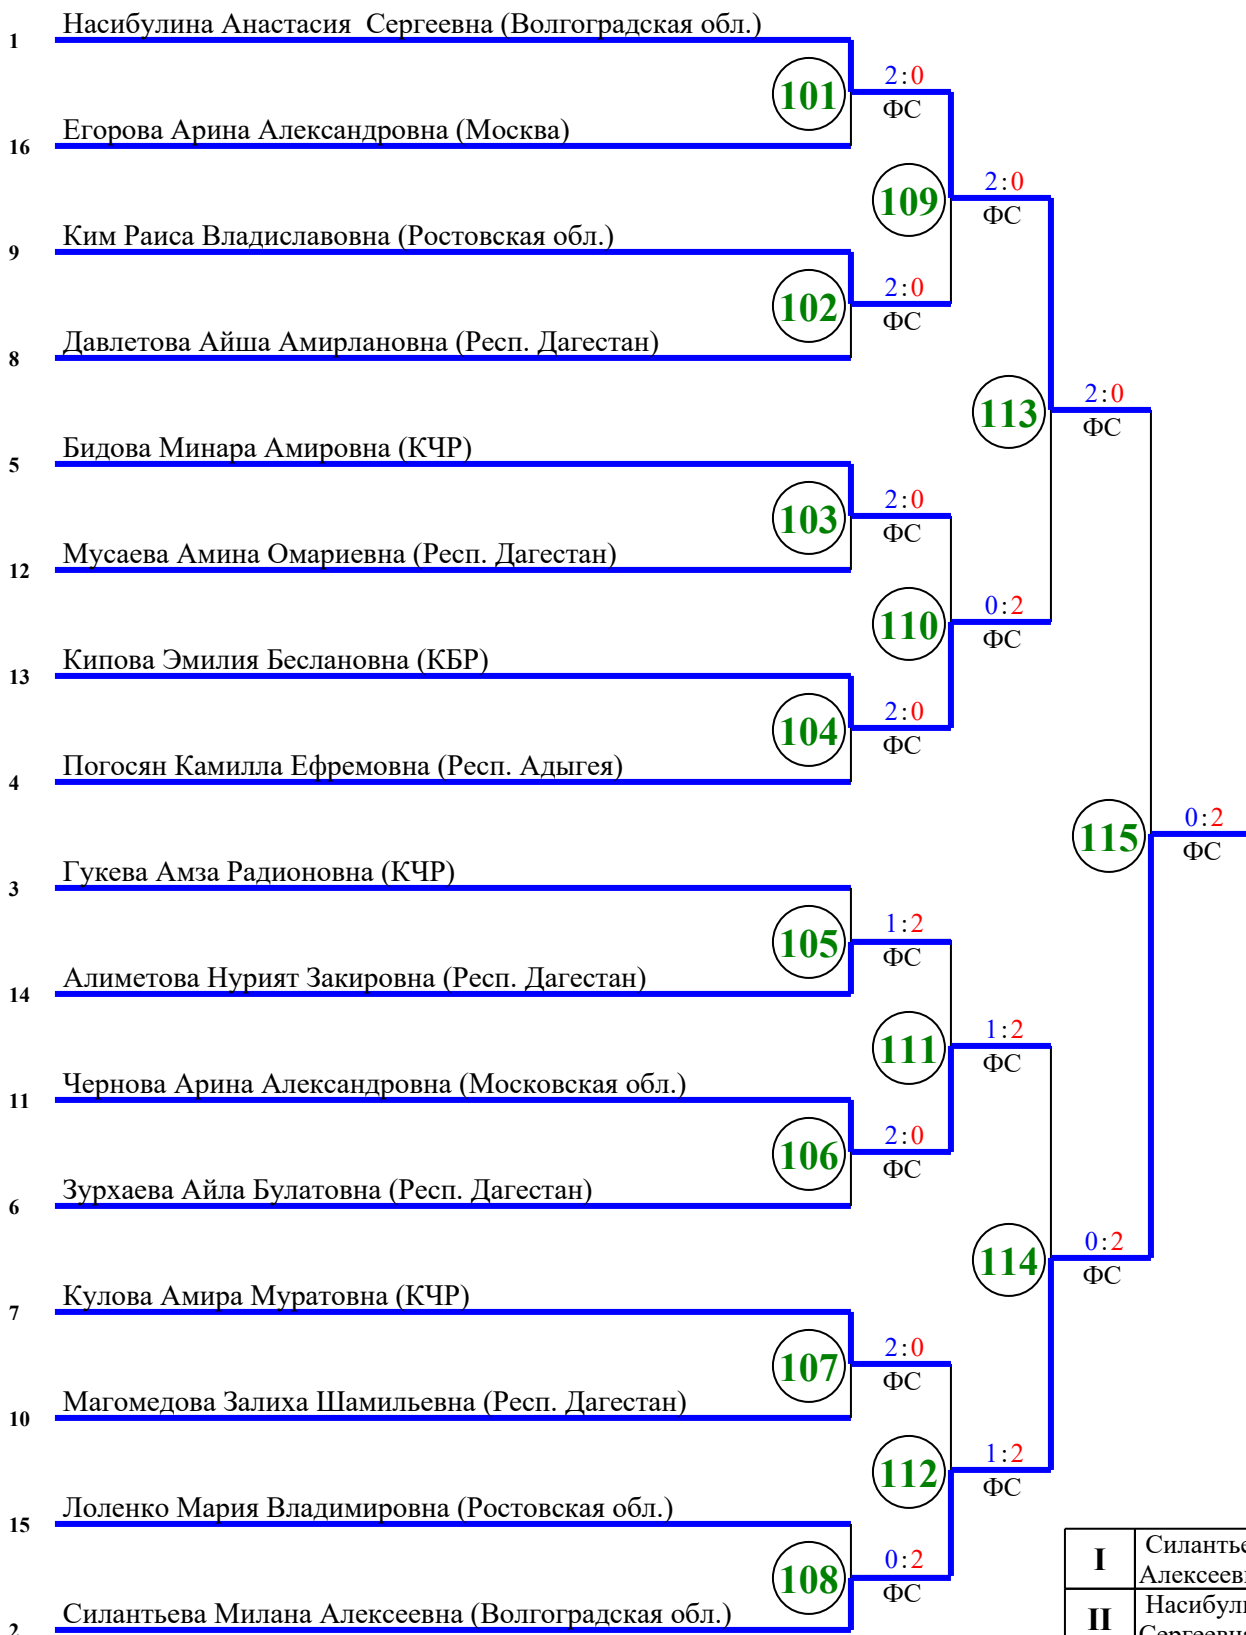 Насибулина Анастасия  Сергеевна (Волгоградская обл.)
1
2:0
101
ФС
Егорова Арина Александровна (Москва)
16
2:0
109
ФС
Ким Раиса Владиславовна (Ростовская обл.)
9
2:0
102
ФС
Давлетова Айша Амирлановна (Респ. Дагестан)
8
2:0
113
ФС
Бидова Минара Амировна (КЧР)
5
2:0
103
ФС
Мусаева Амина Омариевна (Респ. Дагестан)
12
0:2
110
ФС
Кипова Эмилия Беслановна (КБР)
13
2:0
104
ФС
Погосян Камилла Ефремовна (Респ. Адыгея)
4
0:2
115
ФС
Гукева Амза Радионовна (КЧР)
3
1:2
105
ФС
Алиметова Нурият Закировна (Респ. Дагестан)
14
1:2
111
ФС
Чернова Арина Александровна (Московская обл.)
11
2:0
106
ФС
Зурхаева Айла Булатовна (Респ. Дагестан)
6
0:2
114
ФС
Кулова Амира Муратовна (КЧР)
7
2:0
107
ФС
Магомедова Залиха Шамильевна (Респ. Дагестан)
10
1:2
112
ФС
Лоленко Мария Владимировна (Ростовская обл.)
15
0:2
108
ФС
Силантьева Милана Алексеевна (Волгоградская обл.)
2
I
II